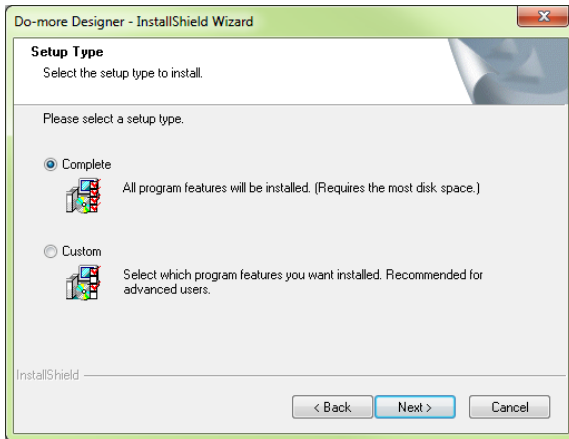 Do-more Designer - InstallShield Wizard
Setup Type
Select the setup type to install.
Please select a setup type.
Complete
All program features will be installed. (Requires the most disk space.)
Custom
Select which program features you want installed. Recommended for
advanced users.
InstallShield
< Back
Next >
Cancel